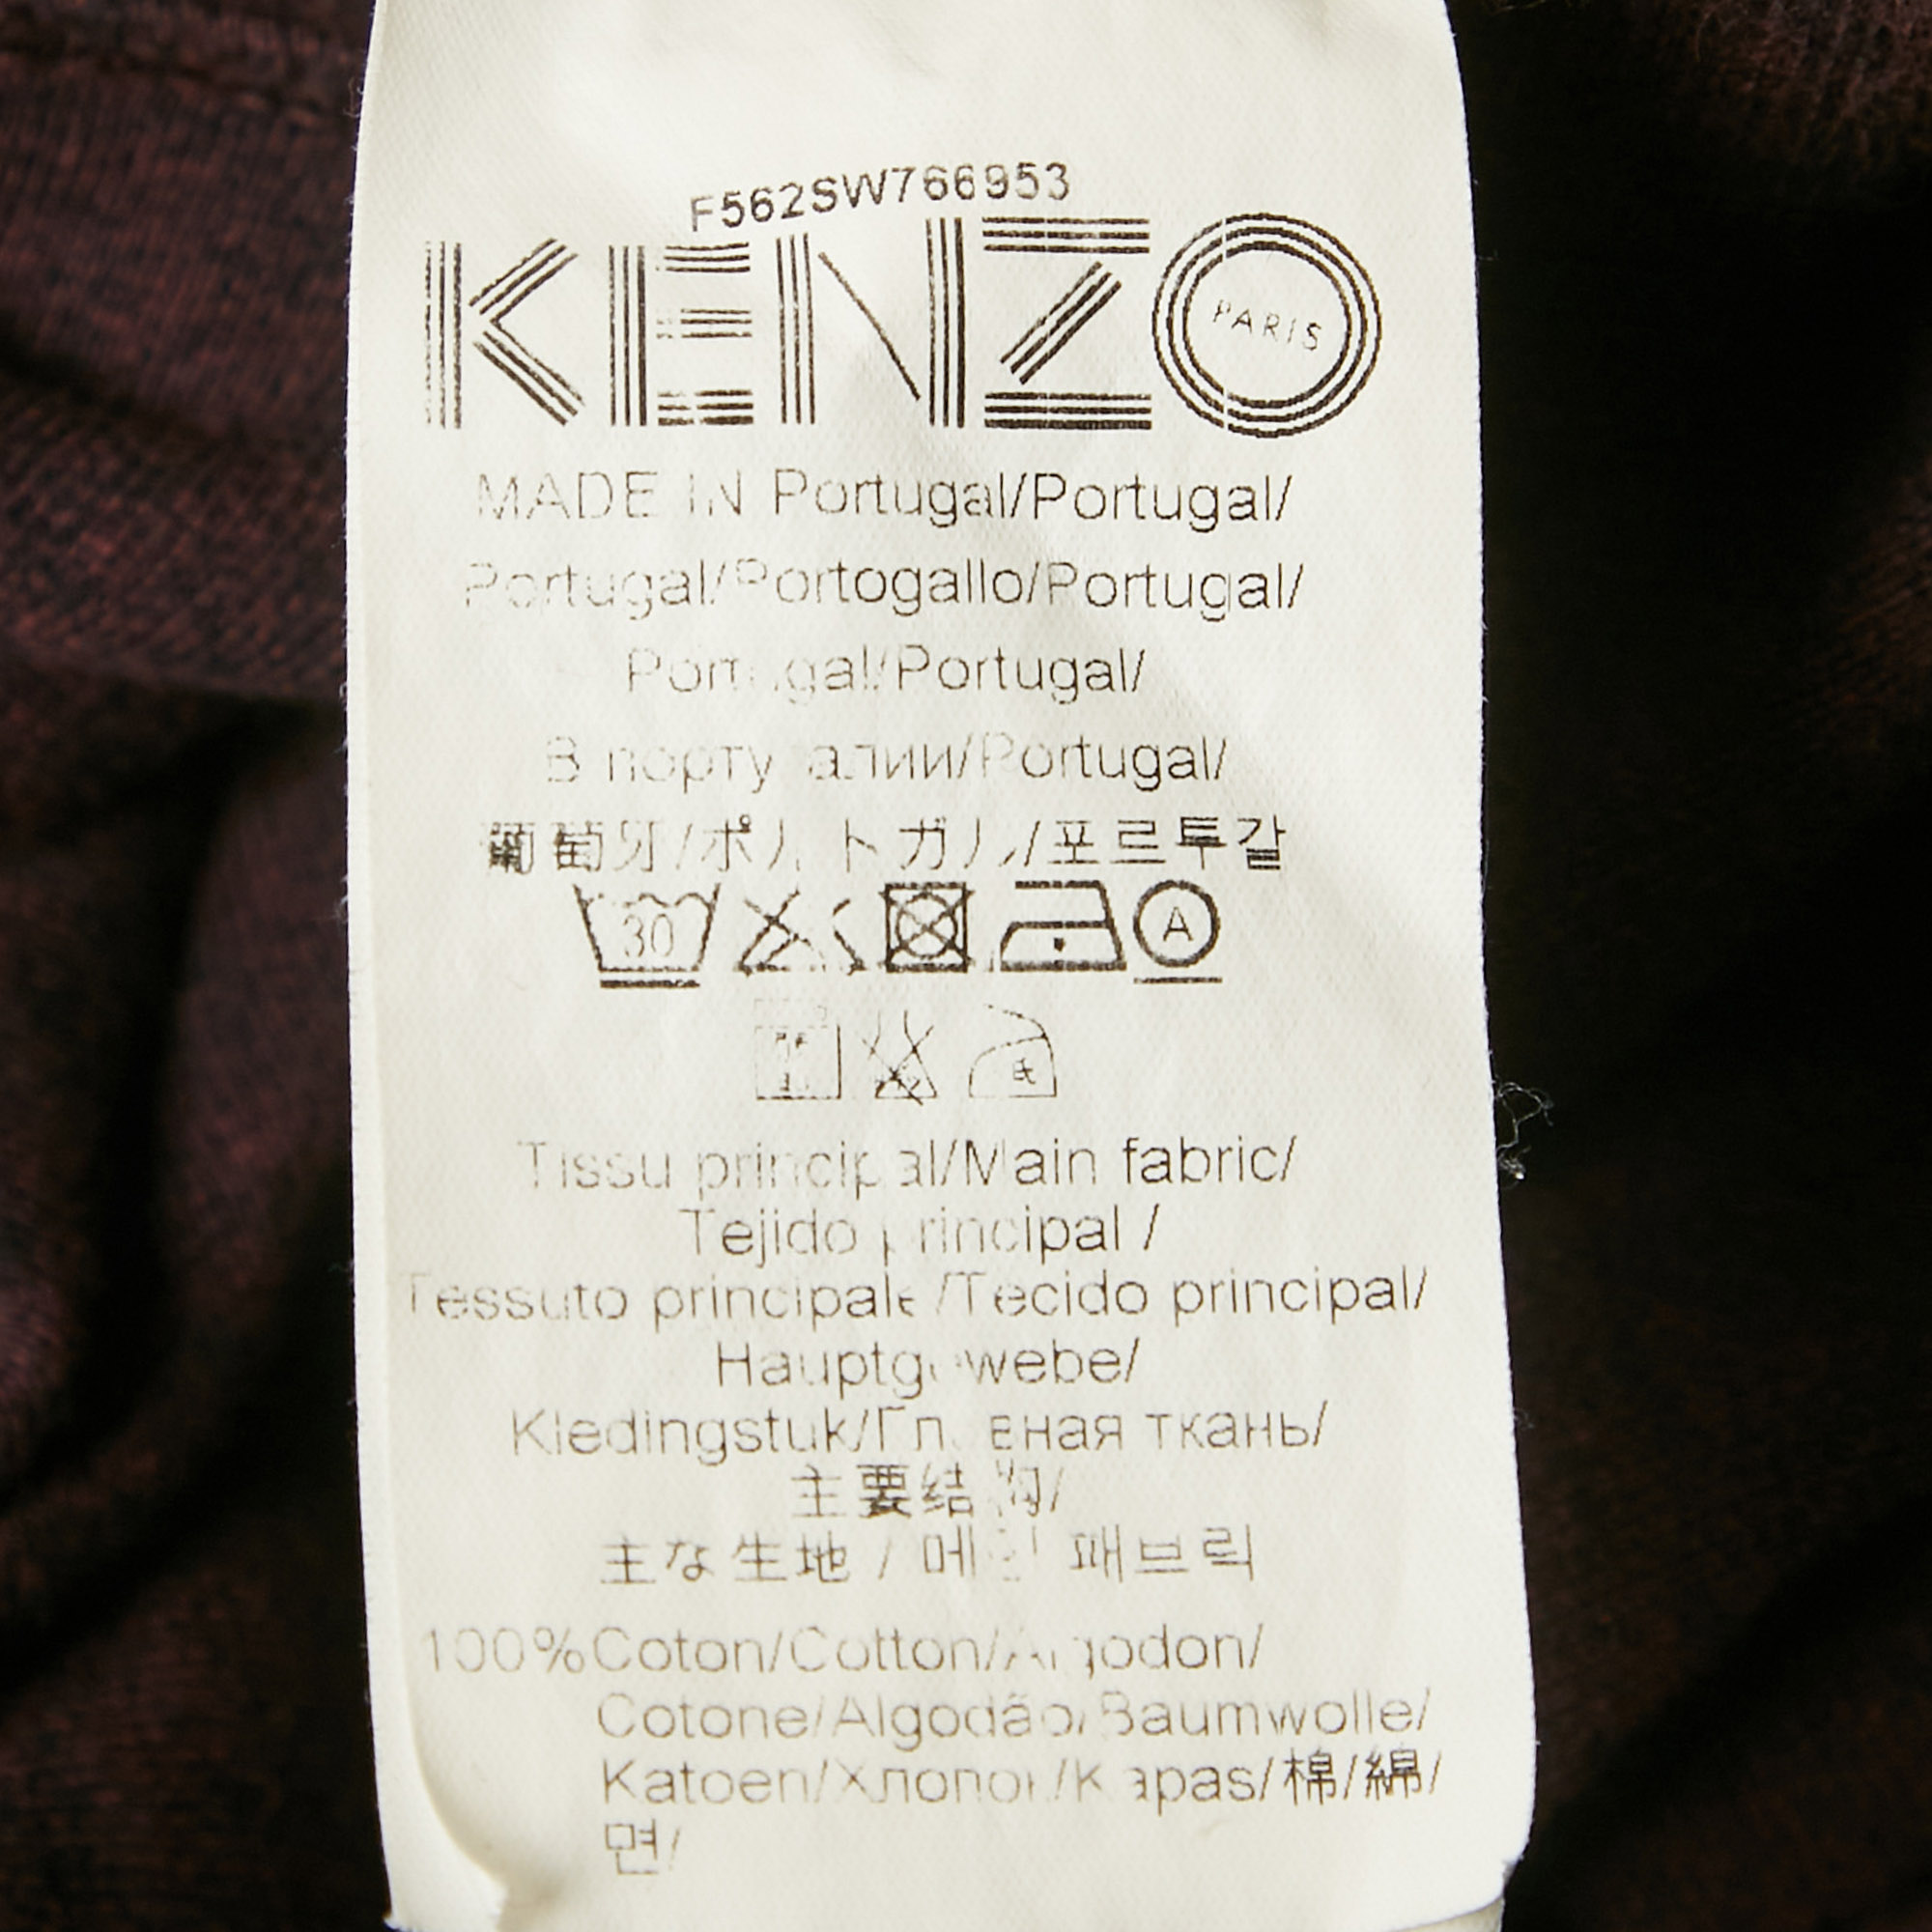 F562SW766953
KENZO
PARIS
MADE IN Portugal/Portugal/
Portugal/Portogallo/Portugal/
Portugal/Portugal/
В португалии/Portugal/
葡萄牙/ポルトガル/포르투갈
30 A
Tissu principal/Main fabric/
Tejido principal /
Tessuto principale/Tecido principal/
Hauptgewebe/
Kledingstuk/Главная ткань/
主要结构/
主な生地 / 메인 패브릭
100%Coton/Cotton/Algodon/
Cotone/Algodão/Baumwolle/
Katoen/Хлопок/Kapas/棉/綿/
면/